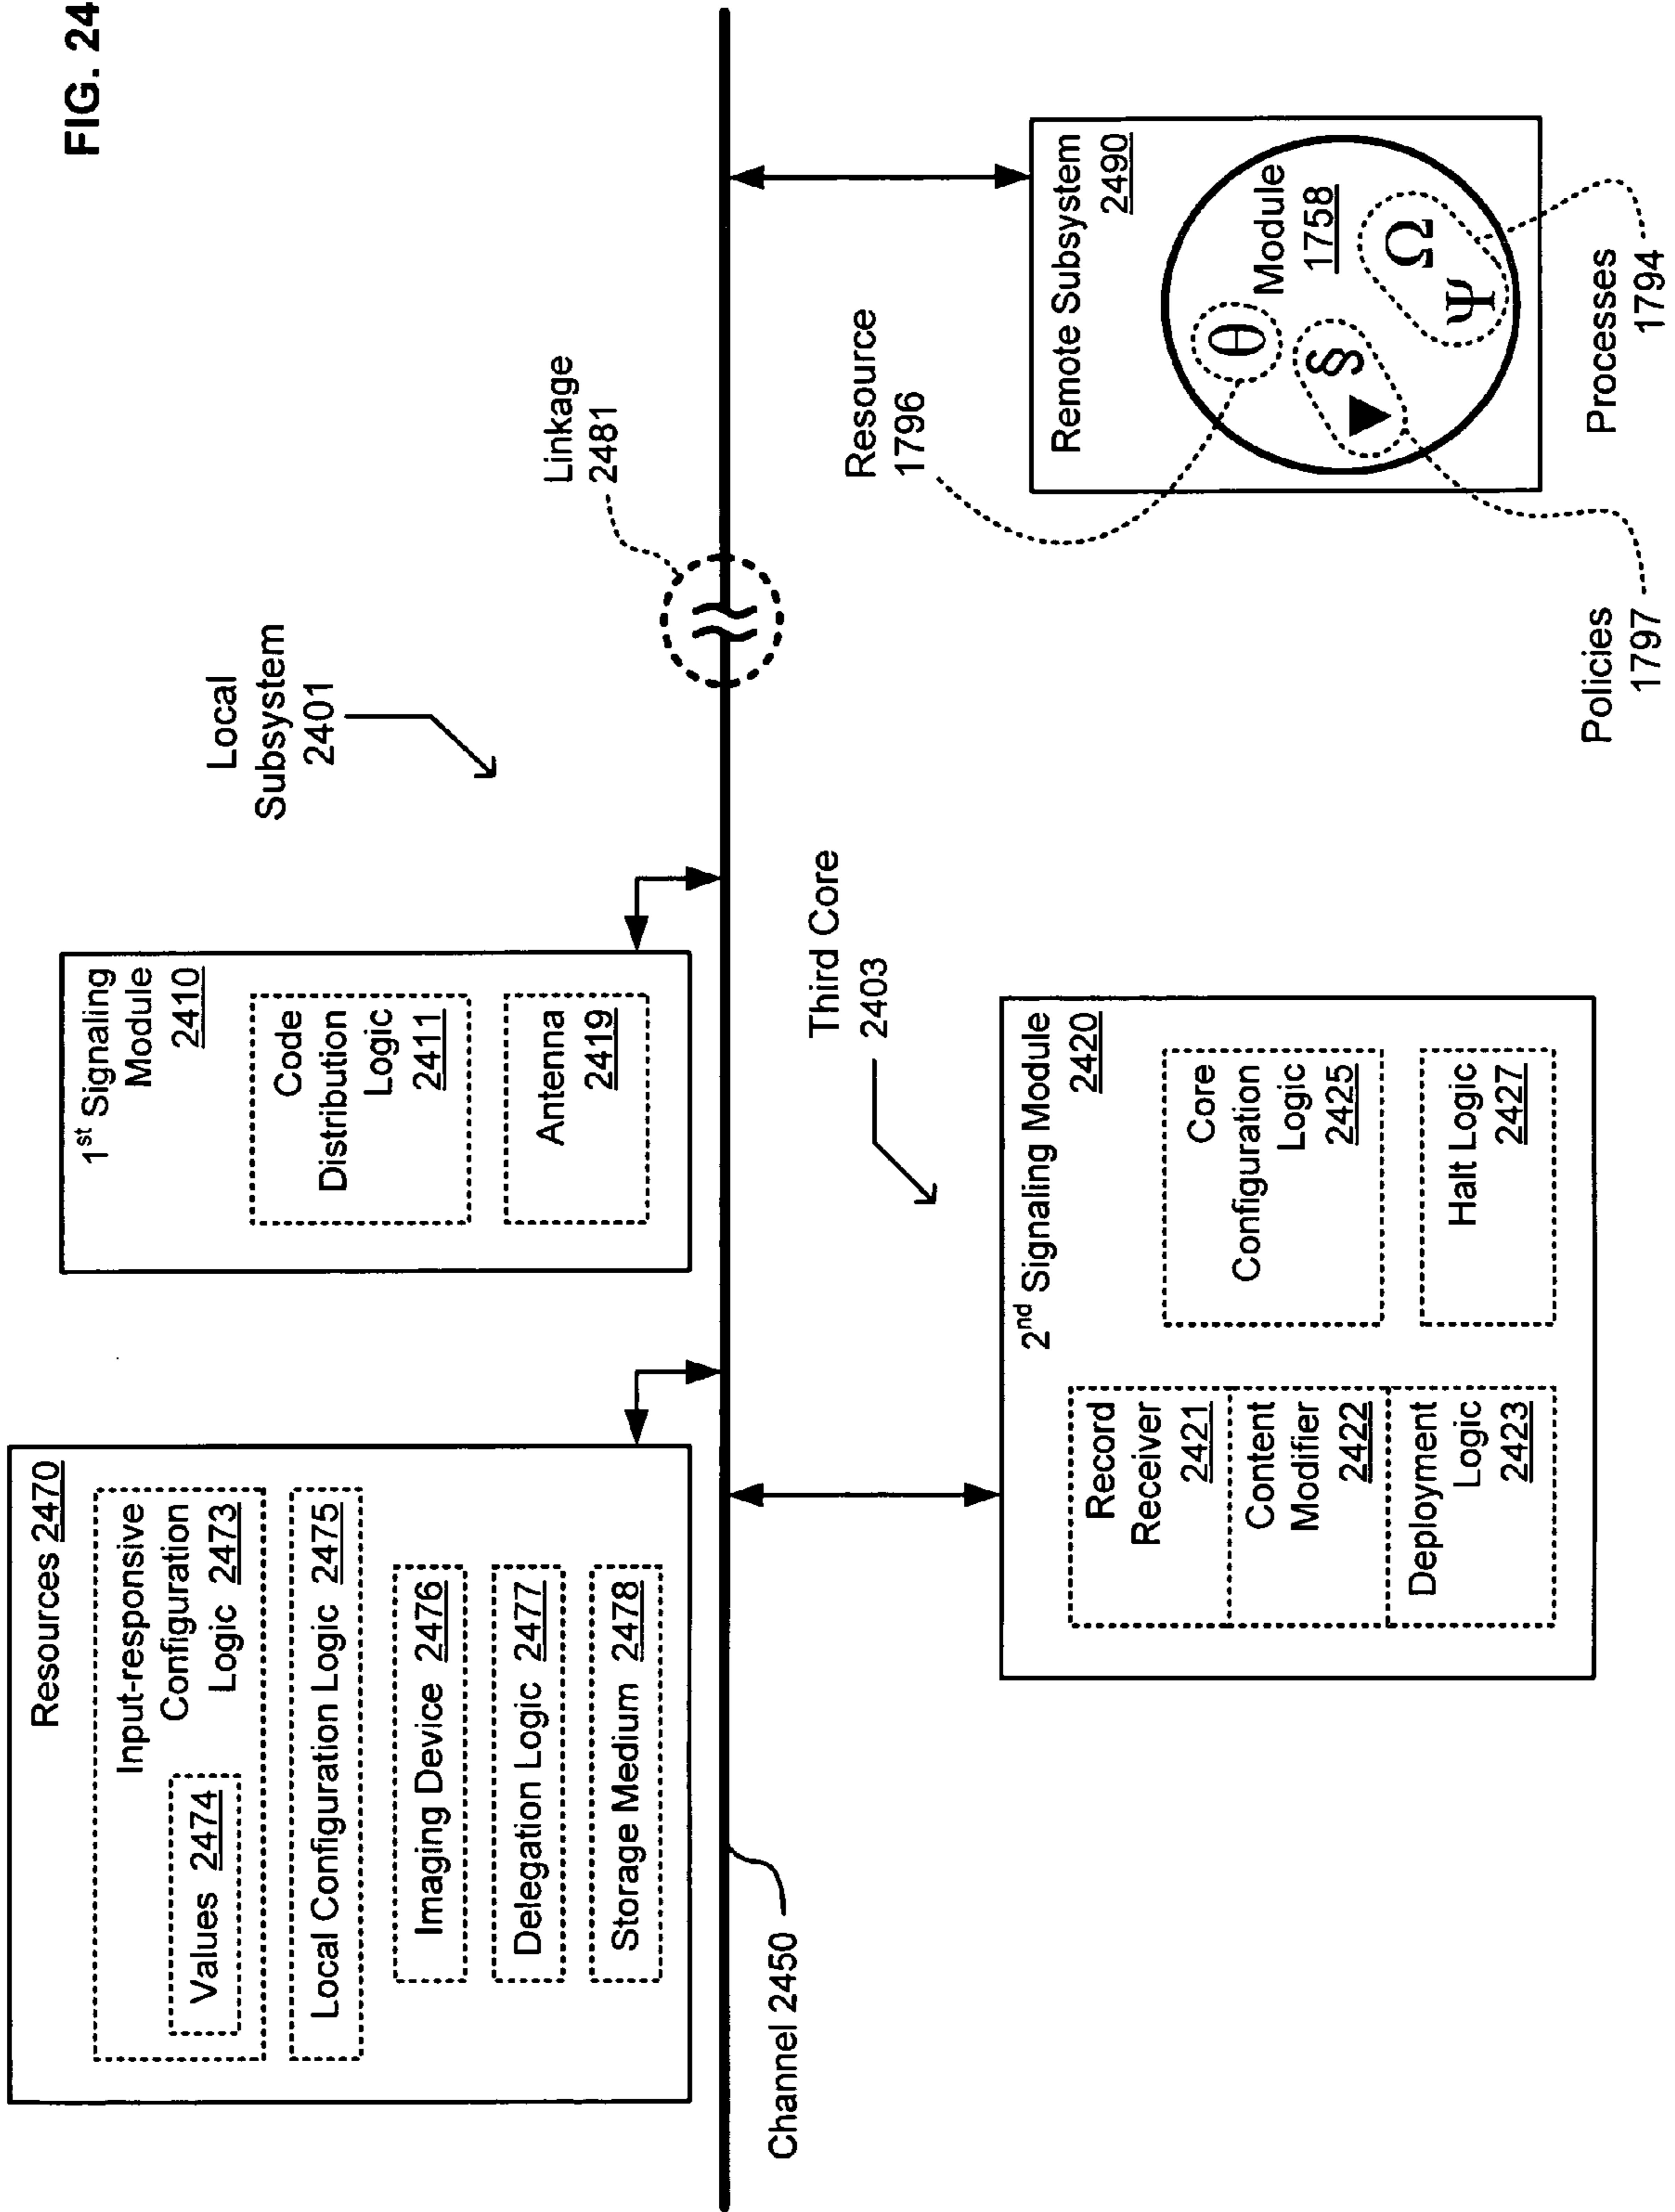 FIG. 24
Resources 2470
Input-responsive
Configuration
Logic 2473
Values 2474
Local Configuration Logic 2475
Imaging Device 2476
Delegation Logic 2477
Storage Medium 2478
1st Signaling
Module
2410
Code
Distribution
Logic
2411
Antenna
2419
Local
Subsystem
2401
Linkage
2481
Channel 2450
Third Core
2403
2nd Signaling Module
2420
Record
Receiver
2421
Content
Modifier
2422
Deployment
Logic
2423
Core
Configuration
Logic
2425
Halt Logic
2427
Resource
1796
Remote Subsystem
2490
Module
1758
θ
§
Ω
Ψ
Policies
1797
Processes
1794